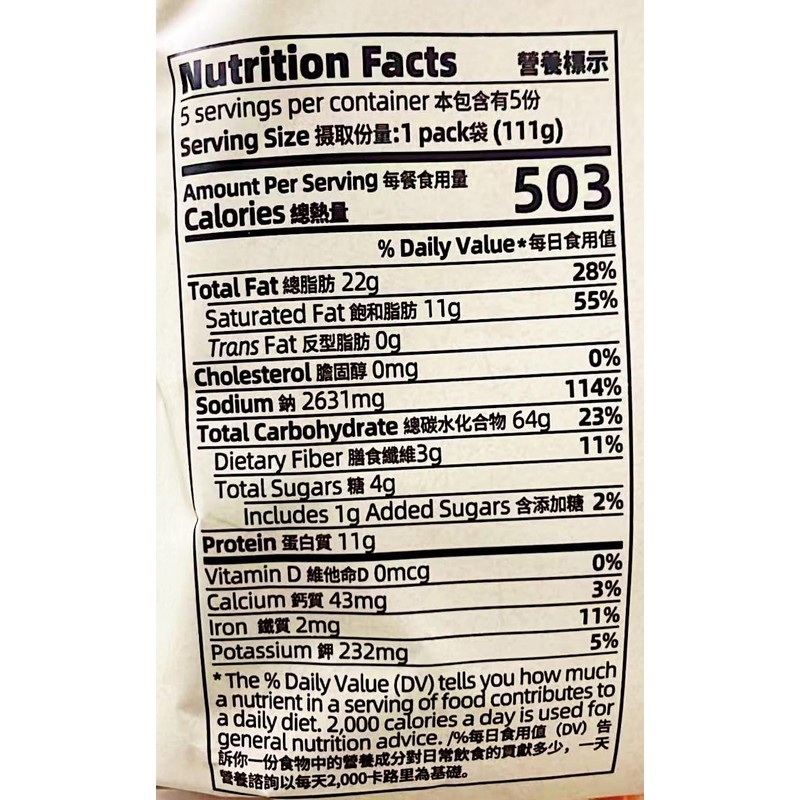 Nutrition Facts 營養標示
5 servings per container 本包含有5份
Serving Size 摄取份量:1 pack袋 (111g)
Amount Per Serving 每餐食用量
Calories 總熱量 503
% Daily Value*每日食用值
Total Fat 總脂肪 22g 28%
Saturated Fat 飽和脂肪 11g 55%
Trans Fat 反型脂肪 0g
Cholesterol 膽固醇 0mg 0%
Sodium 鈉 2631mg 114%
Total Carbohydrate 總碳水化合物 64g 23%
Dietary Fiber 膳食纖維3g 11%
Total Sugars 糖 4g
Includes 1g Added Sugars 含添加糖 2%
Protein 蛋白質 11g
Vitamin D 維他命D 0mcg 0%
Calcium 鈣質 43mg 3%
Iron 鐵質 2mg 11%
Potassium 鉀 232mg 5%
* The % Daily Value (DV) tells you how much
a nutrient in a serving of food contributes to
a daily diet. 2,000 calories a day is used for
general nutrition advice. /%每日食用值（DV）告
訴你一份食物中的營養成分對日常飲食的貢獻多少，一天
營養諮詢以每天2,000卡路里為基礎。